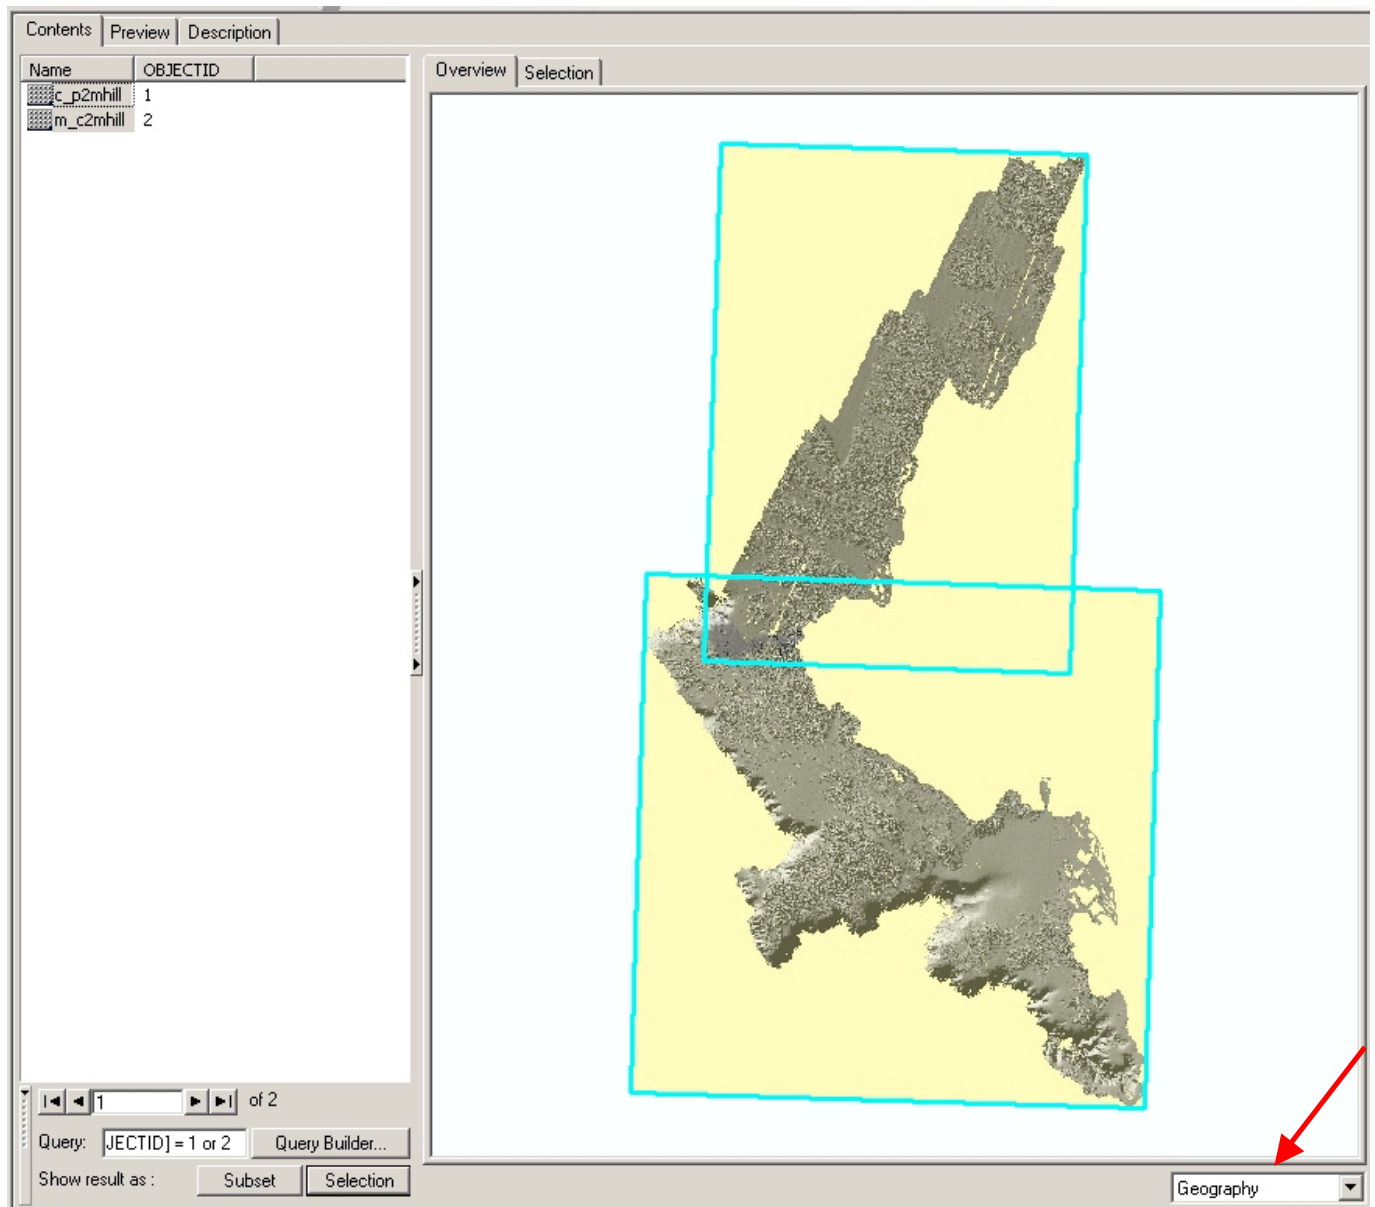 Contents Preview Description
Name OBJECTID
c_p2mhill 1
m_c2mhill 2
Overview Selection
1 of 2
Query: JECTID] = 1 or 2 Query Builder...
Show result as : Subset Selection
Geography